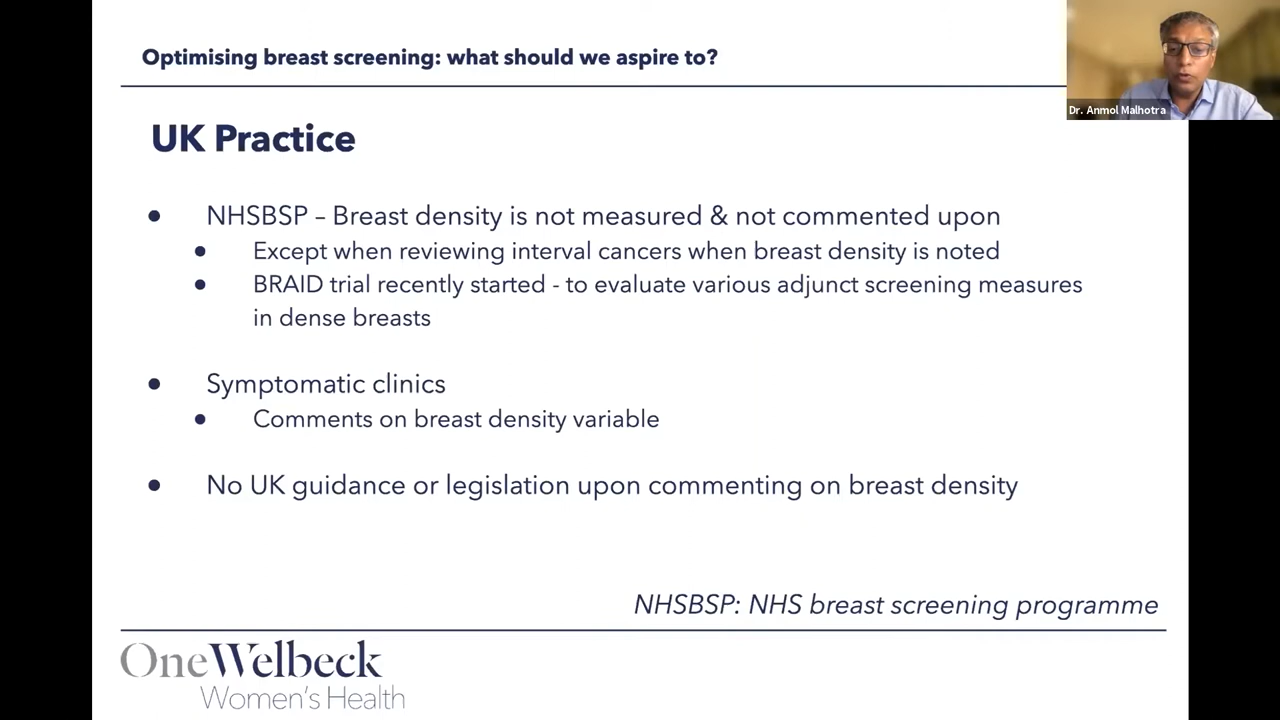 Optimising breast screening: what should we aspire to?
Dr. Anmol Malhotra
UK Practice
● NHSBSP – Breast density is not measured & not commented upon
● Except when reviewing interval cancers when breast density is noted
● BRAID trial recently started - to evaluate various adjunct screening measures
in dense breasts
● Symptomatic clinics
● Comments on breast density variable
● No UK guidance or legislation upon commenting on breast density
NHSBSP: NHS breast screening programme
OneWelbeck
Women's Health